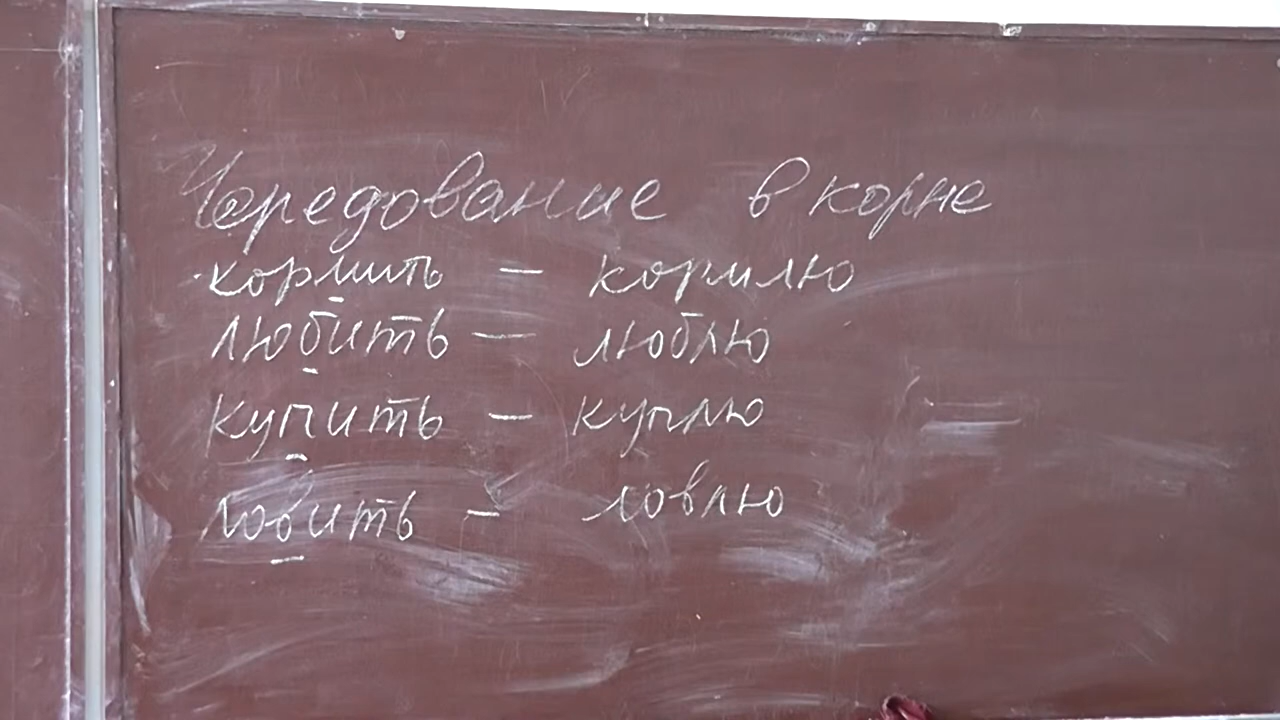 Чередование в корне
кормить – кормлю
любить – люблю
купить – куплю
ловить – ловлю